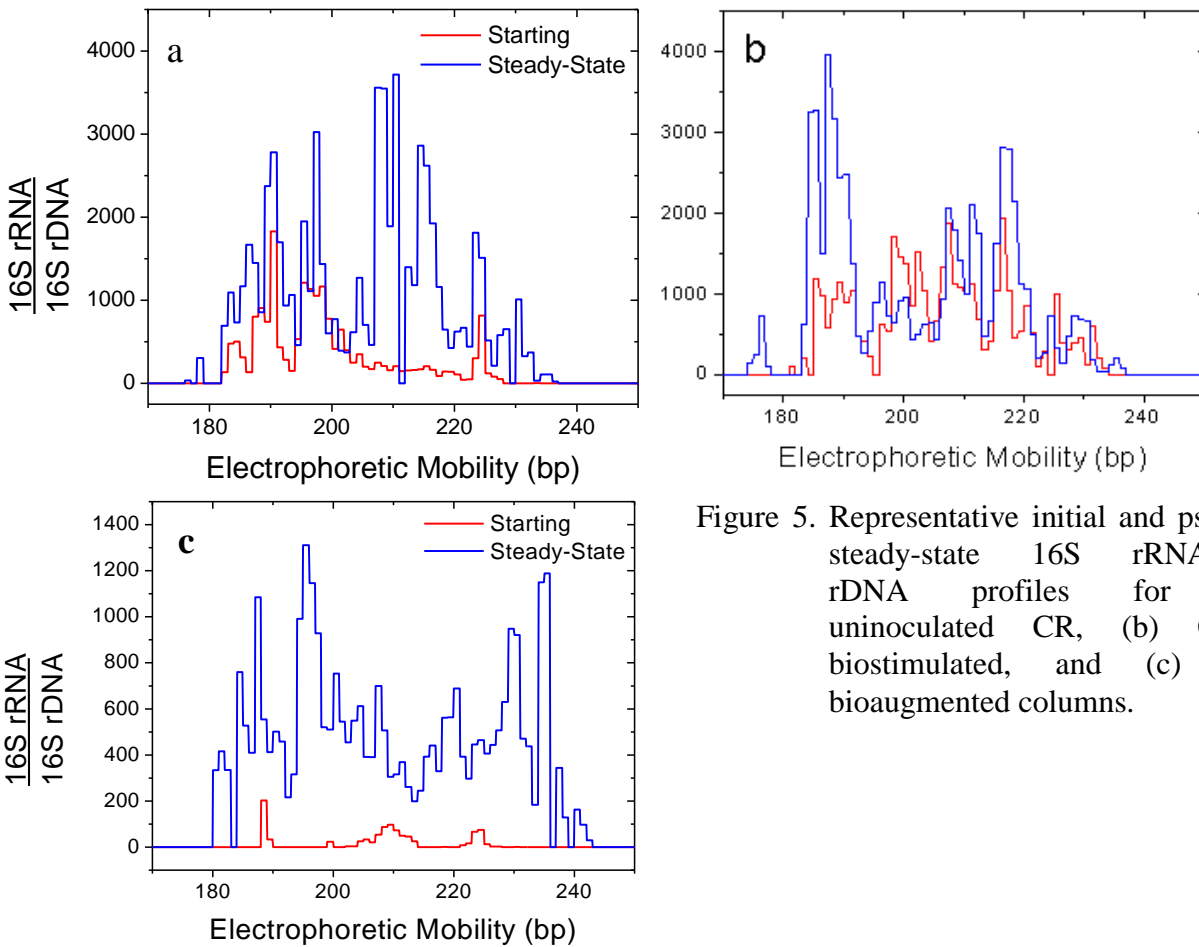 a
Starting
Steady-State
4000
3000
2000
1000
0
16S rRNA
16S rDNA
180 200 220 240
Electrophoretic Mobility (bp)
b
4000
3000
2000
1000
0
180 200 220 240
Electrophoretic Mobility (bp)
c
Starting
Steady-State
1400
1200
1000
800
600
400
200
0
16S rRNA
16S rDNA
180 200 220 240
Electrophoretic Mobility (bp)
Figure 5. Representative initial and
steady-state 16S
rDNA profiles for
uninoculated CR, (b)
biostimulated, and (c)
bioaugmented columns.